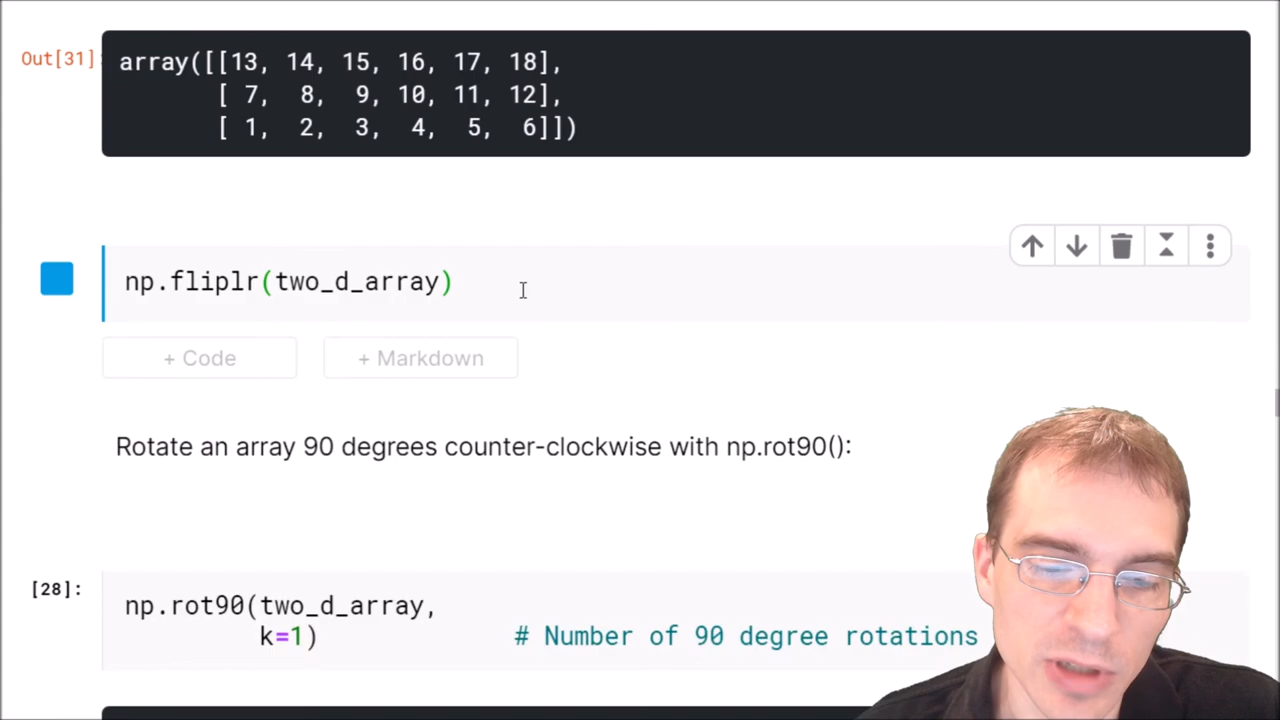 Out[31]:
array([[13, 14, 15, 16, 17, 18],
       [ 7,  8,  9, 10, 11, 12],
       [ 1,  2,  3,  4,  5,  6]])
np.fliplr(two_d_array)
+ Code + Markdown
Rotate an array 90 degrees counter-clockwise with np.rot90():
[28]:
np.rot90(two_d_array,
k=1) # Number of 90 degree rotations